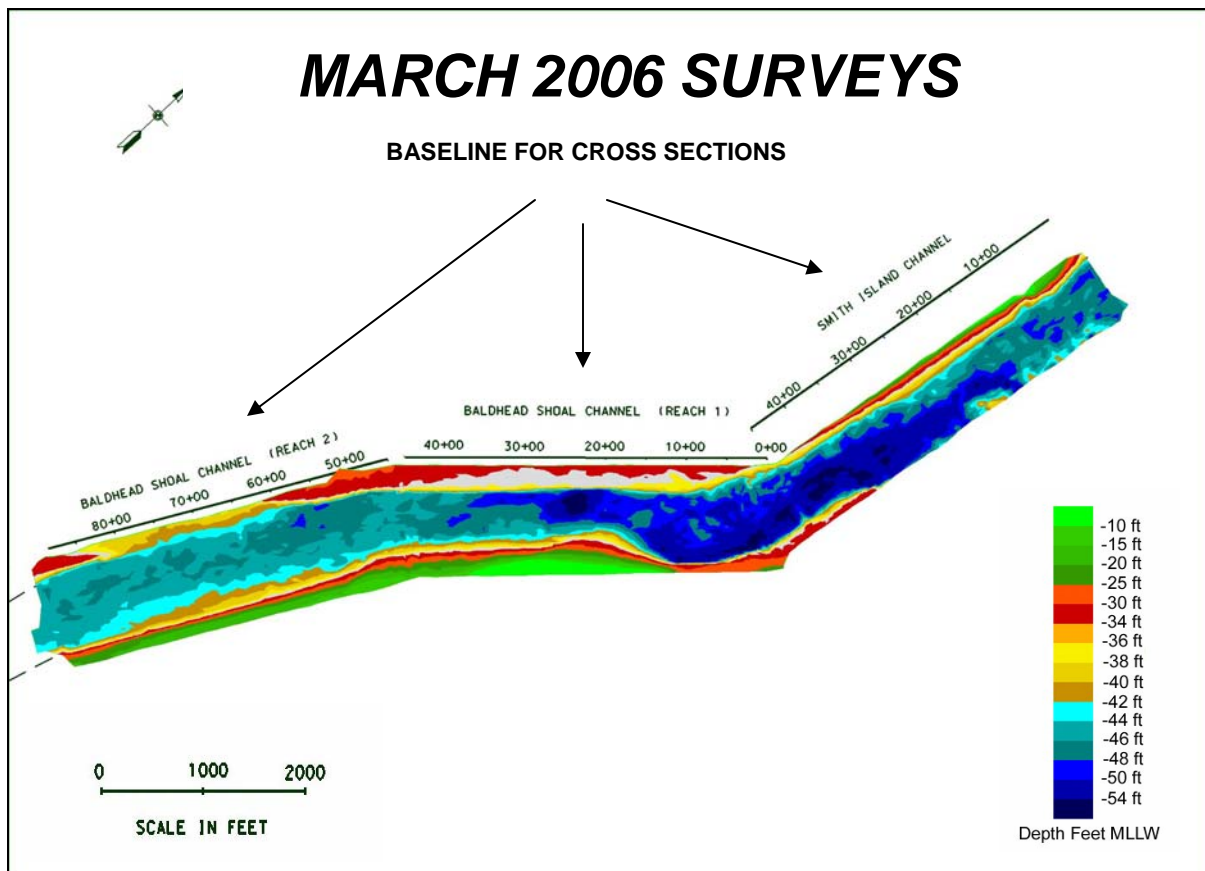 MARCH 2006 SURVEYS
BASELINE FOR CROSS SECTIONS
SMITH ISLAND CHANNEL
10+00
20+00
30+00
40+00
BALDHEAD SHOAL CHANNEL (REACH 1)
40+00 30+00 20+00 10+00 0+00
BALDHEAD SHOAL CHANNEL (REACH 2)
80+00 70+00 60+00 50+00
-10 ft
-15 ft
-20 ft
-25 ft
-30 ft
-34 ft
-36 ft
-38 ft
-40 ft
-42 ft
-44 ft
-46 ft
-48 ft
-50 ft
-54 ft
Depth Feet MLLW
0 1000 2000
SCALE IN FEET